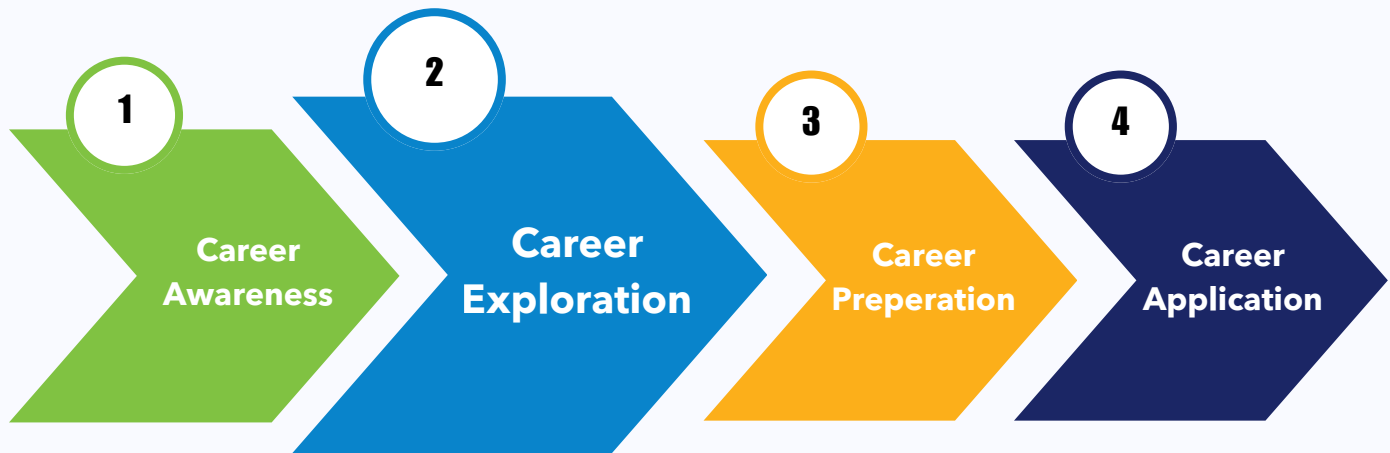 1
Career
Awareness
2
Career
Exploration
3
Career
Preperation
4
Career
Application